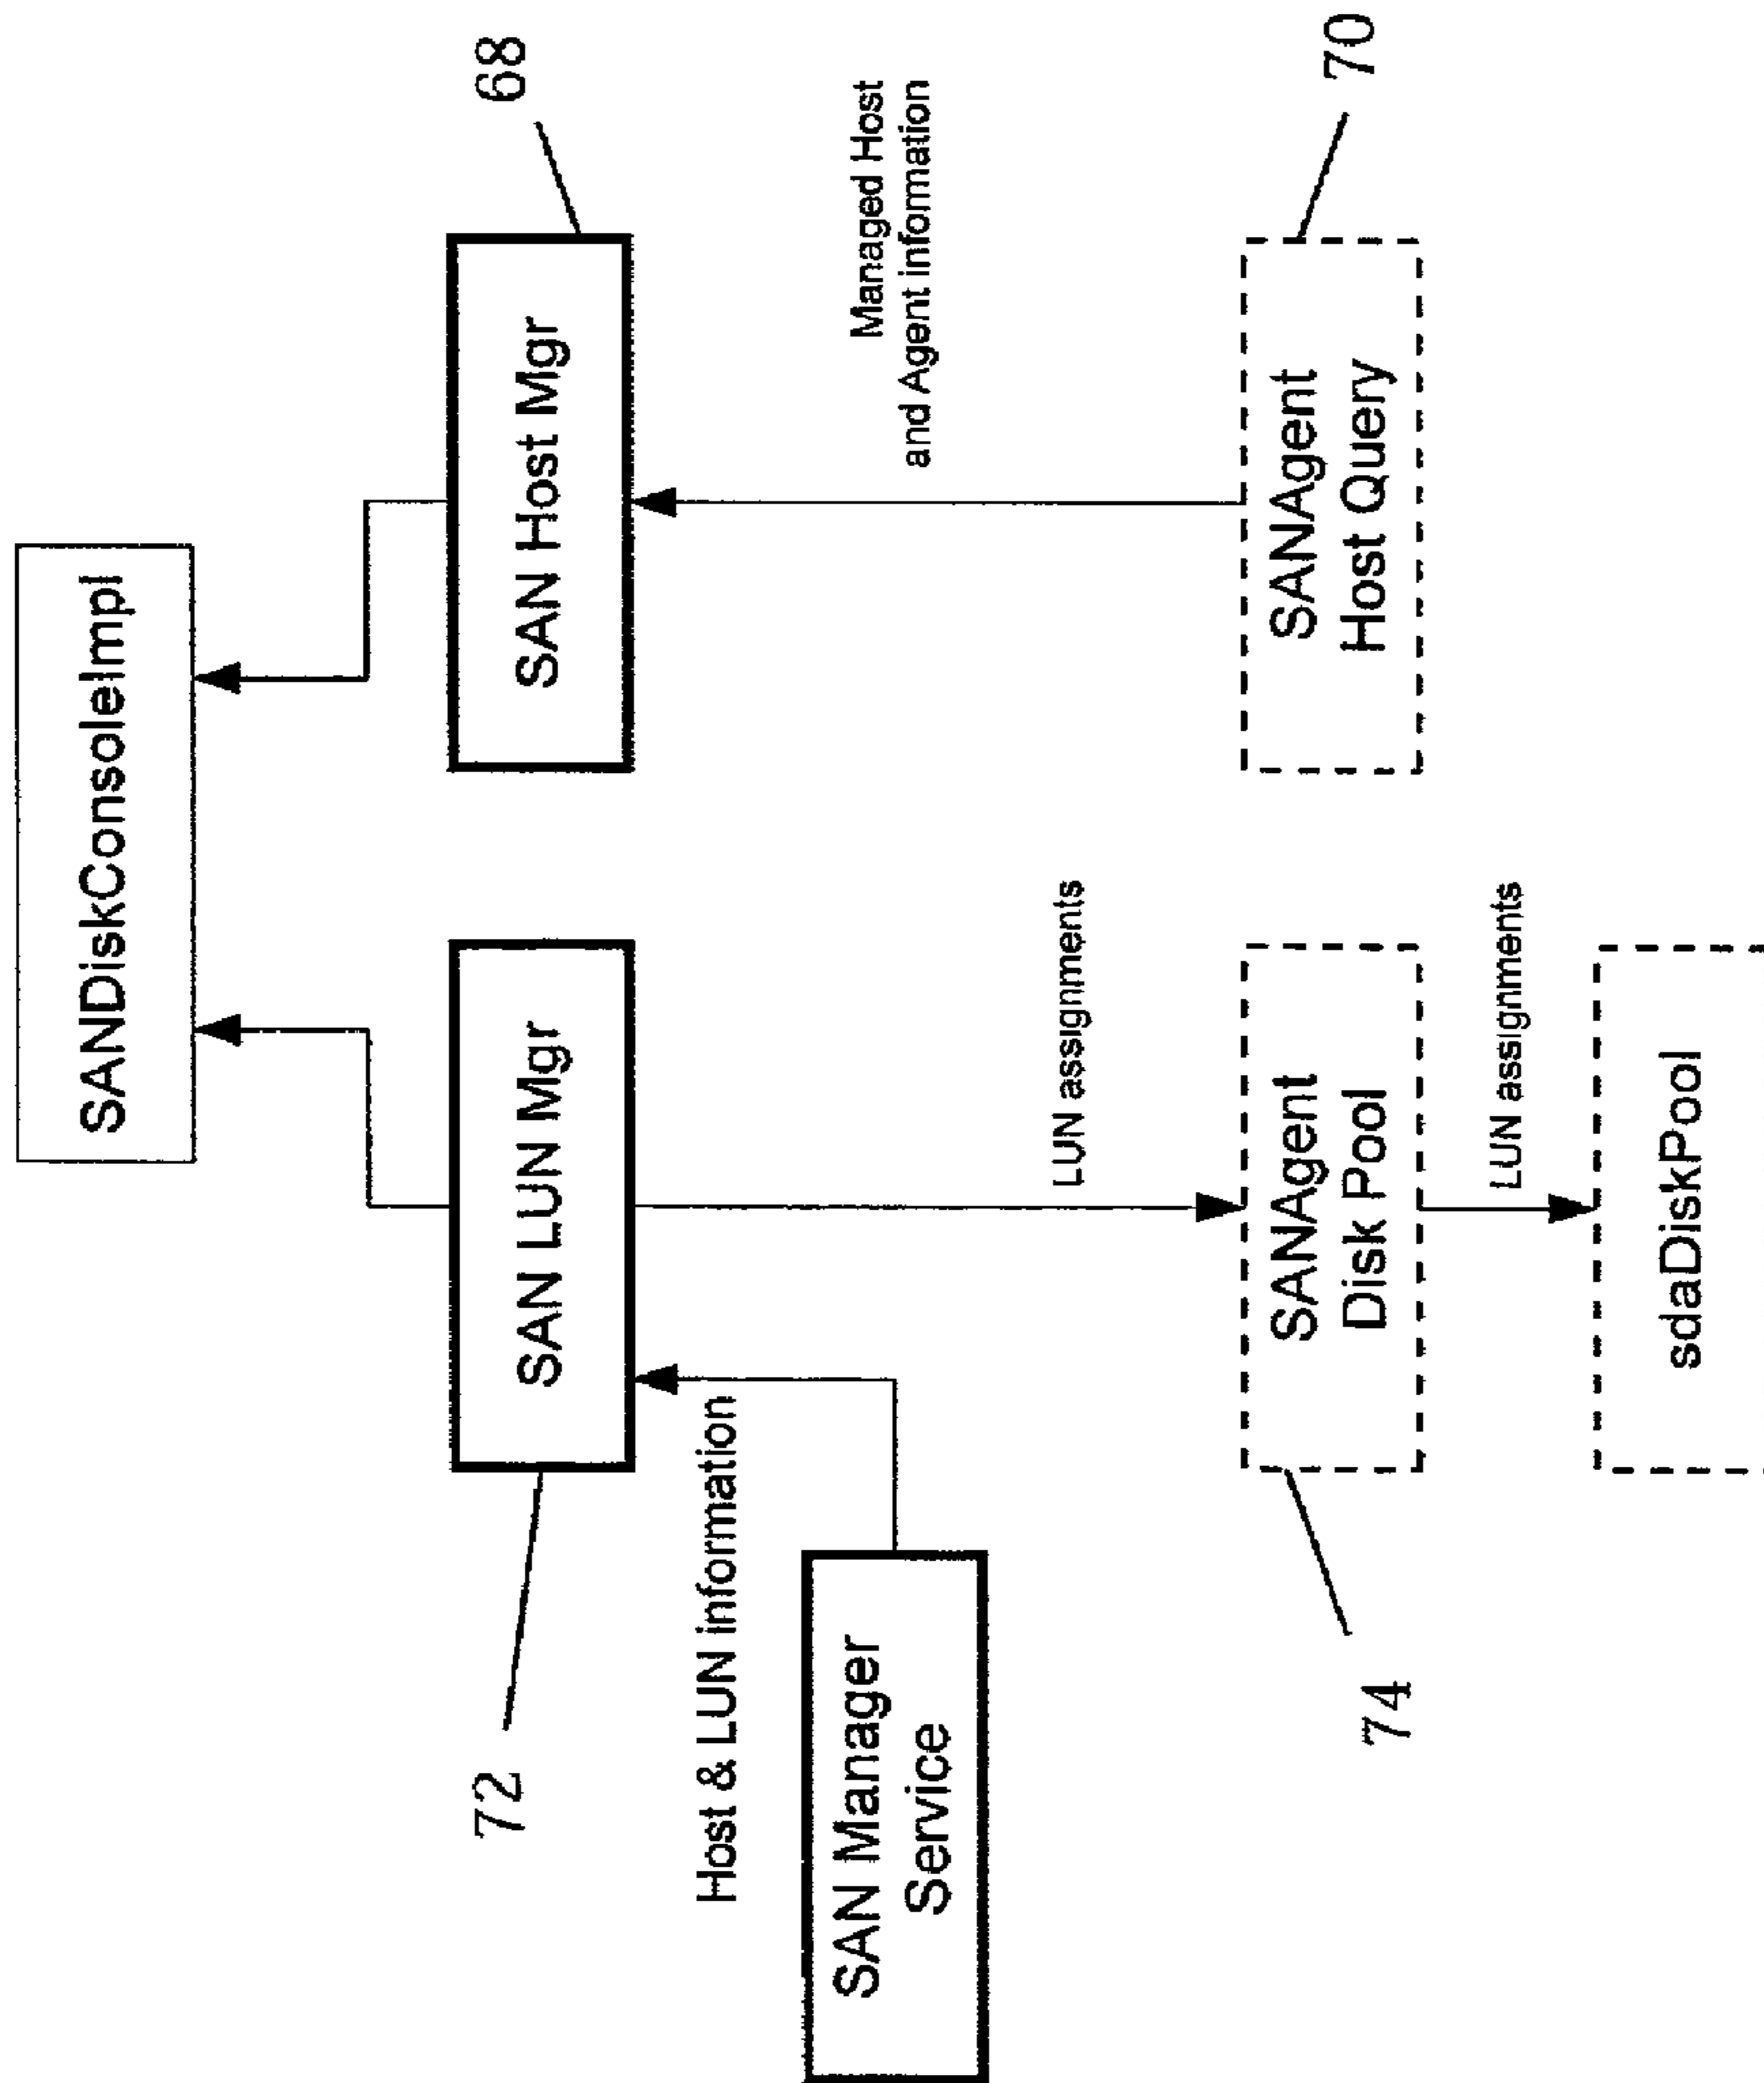 SANDiskConsoleImpl
72
SAN LUN Mgr
SAN Host Mgr
68
Host & LUN information
Managed Host
and Agent infomation
SAN Manager
Service
LUN assignments
74
SANAgent
Disk Pool
SANAgent
Host Query
70
LUN assignments
sdaDiskPool